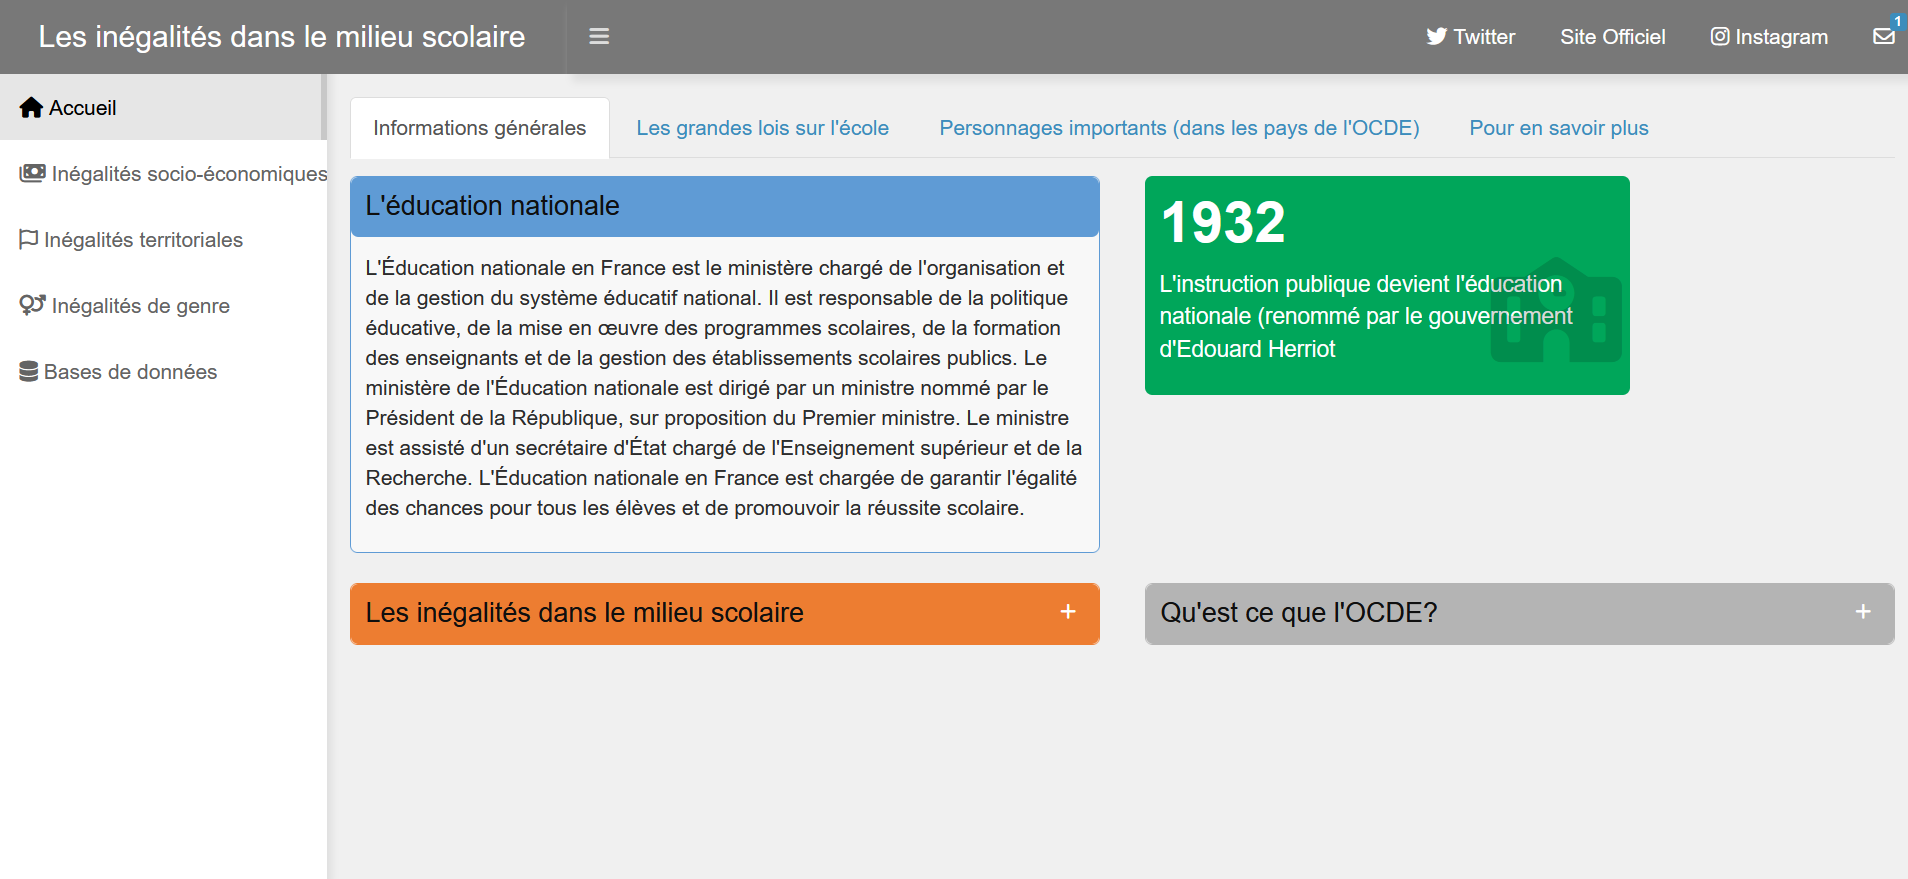 Les inégalités dans le milieu scolaire
Twitter
Site Officiel
Instagram
1
Accueil
Inégalités socio-économiques
Inégalités territoriales
Inégalités de genre
Bases de données
Informations générales
Les grandes lois sur l'école
Personnages importants (dans les pays de l'OCDE)
Pour en savoir plus
L'éducation nationale
L'Éducation nationale en France est le ministère chargé de l'organisation et
de la gestion du système éducatif national. Il est responsable de la politique
éducative, de la mise en œuvre des programmes scolaires, de la formation
des enseignants et de la gestion des établissements scolaires publics. Le
ministère de l'Éducation nationale est dirigé par un ministre nommé par le
Président de la République, sur proposition du Premier ministre. Le ministre
est assisté d'un secrétaire d'État chargé de l'Enseignement supérieur et de la
Recherche. L'Éducation nationale en France est chargée de garantir l'égalité
des chances pour tous les élèves et de promouvoir la réussite scolaire.
1932
L'instruction publique devient l'éducation
nationale (renommé par le gouvernement
d'Edouard Herriot
Les inégalités dans le milieu scolaire +
Qu'est ce que l'OCDE? +